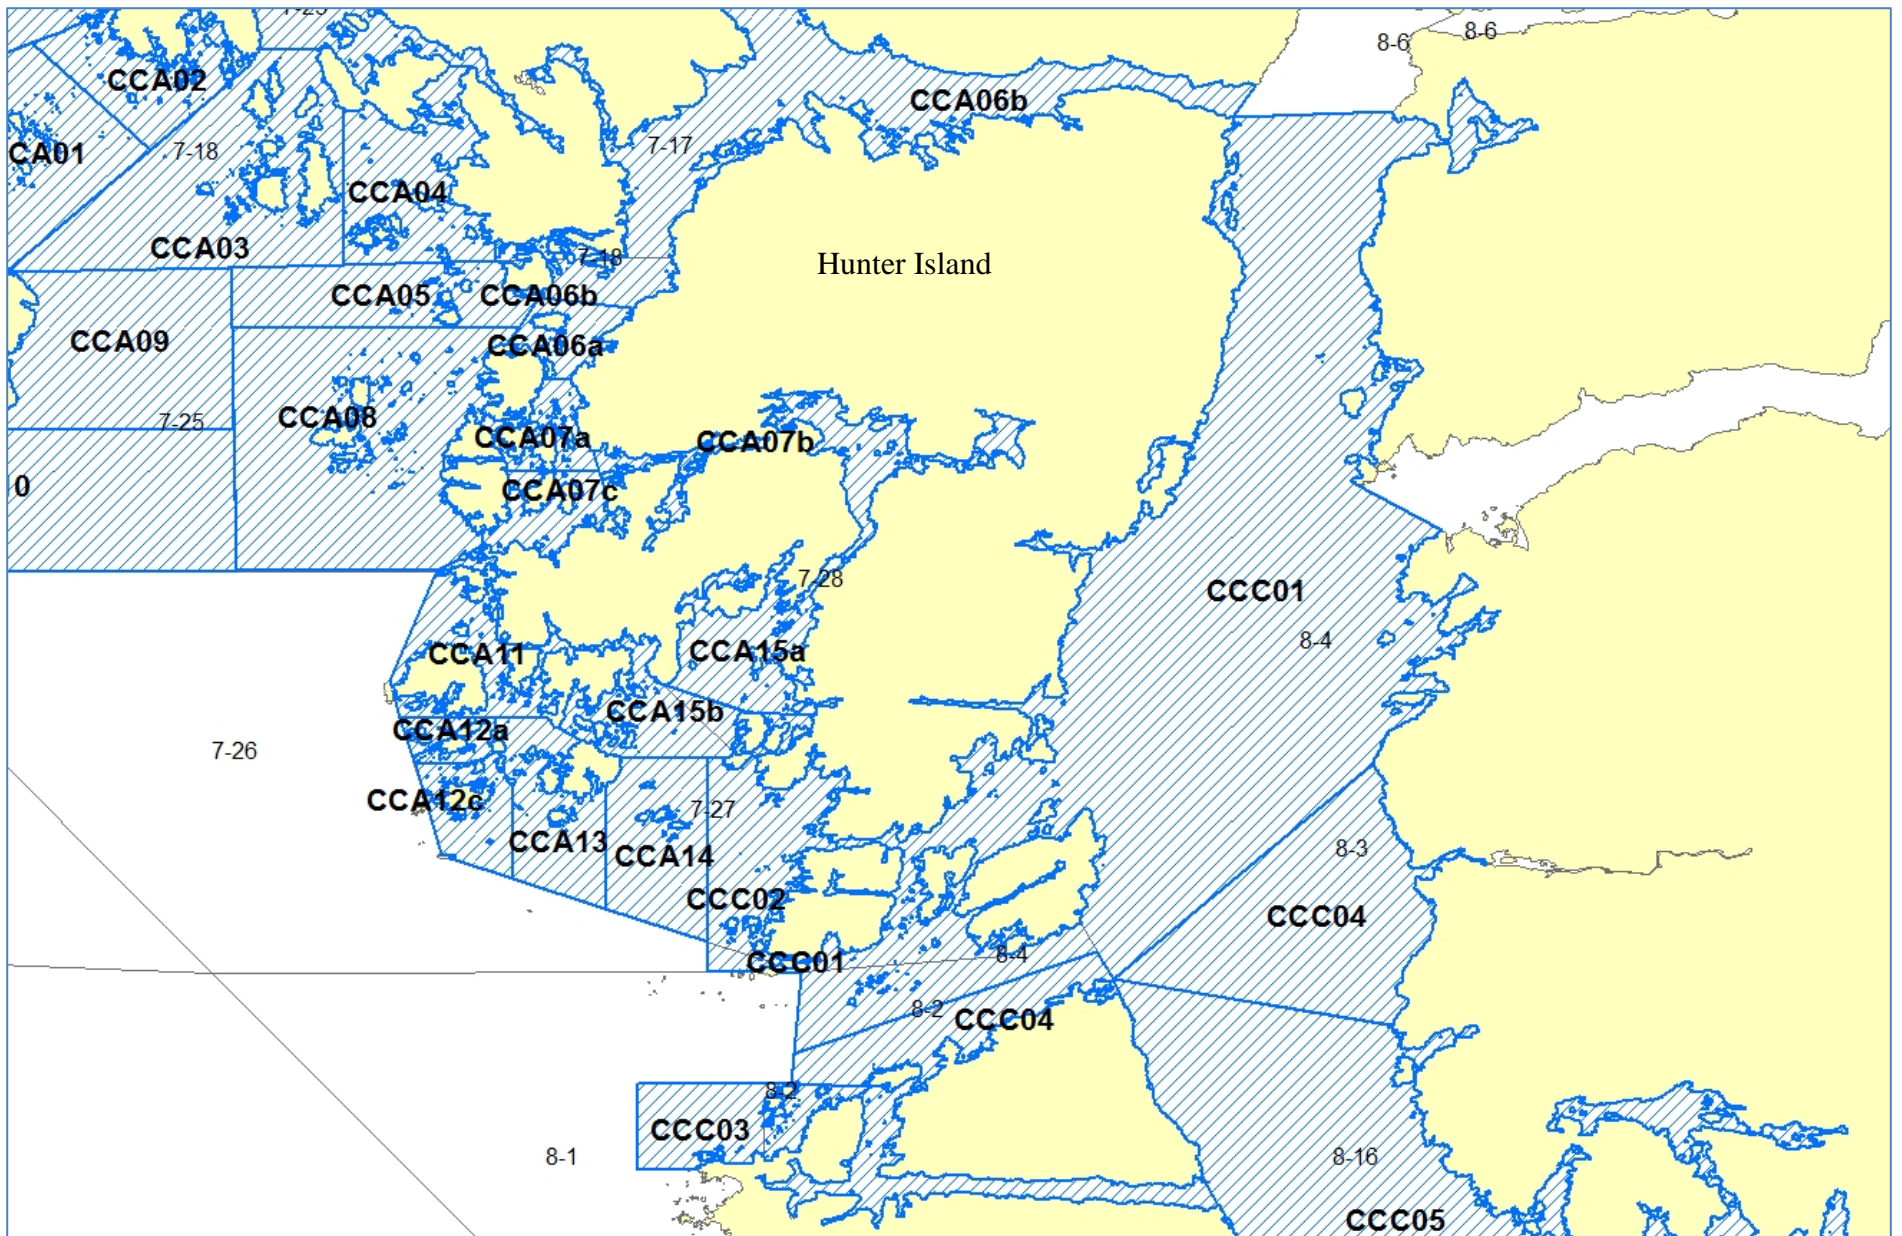 8-6
8-6
CCA02
CCA06b
7-17
CA01
7-18
CCA04
CCA03
7-18
Hunter Island
CCA05
CCA06b
CCA09
CCA06a
7-25
CCA08
CCA07a
CCA07b
0
CCA07c
7-28
CCC01
8-4
CCA11
CCA15a
CCA15b
CCA12a
7-26
CCA12c
7-27
CCA13
CCA14
8-3
CCC02
CCC04
CCC01
8-4
8-2
CCC04
8-2
CCC03
8-1
8-16
CCC05